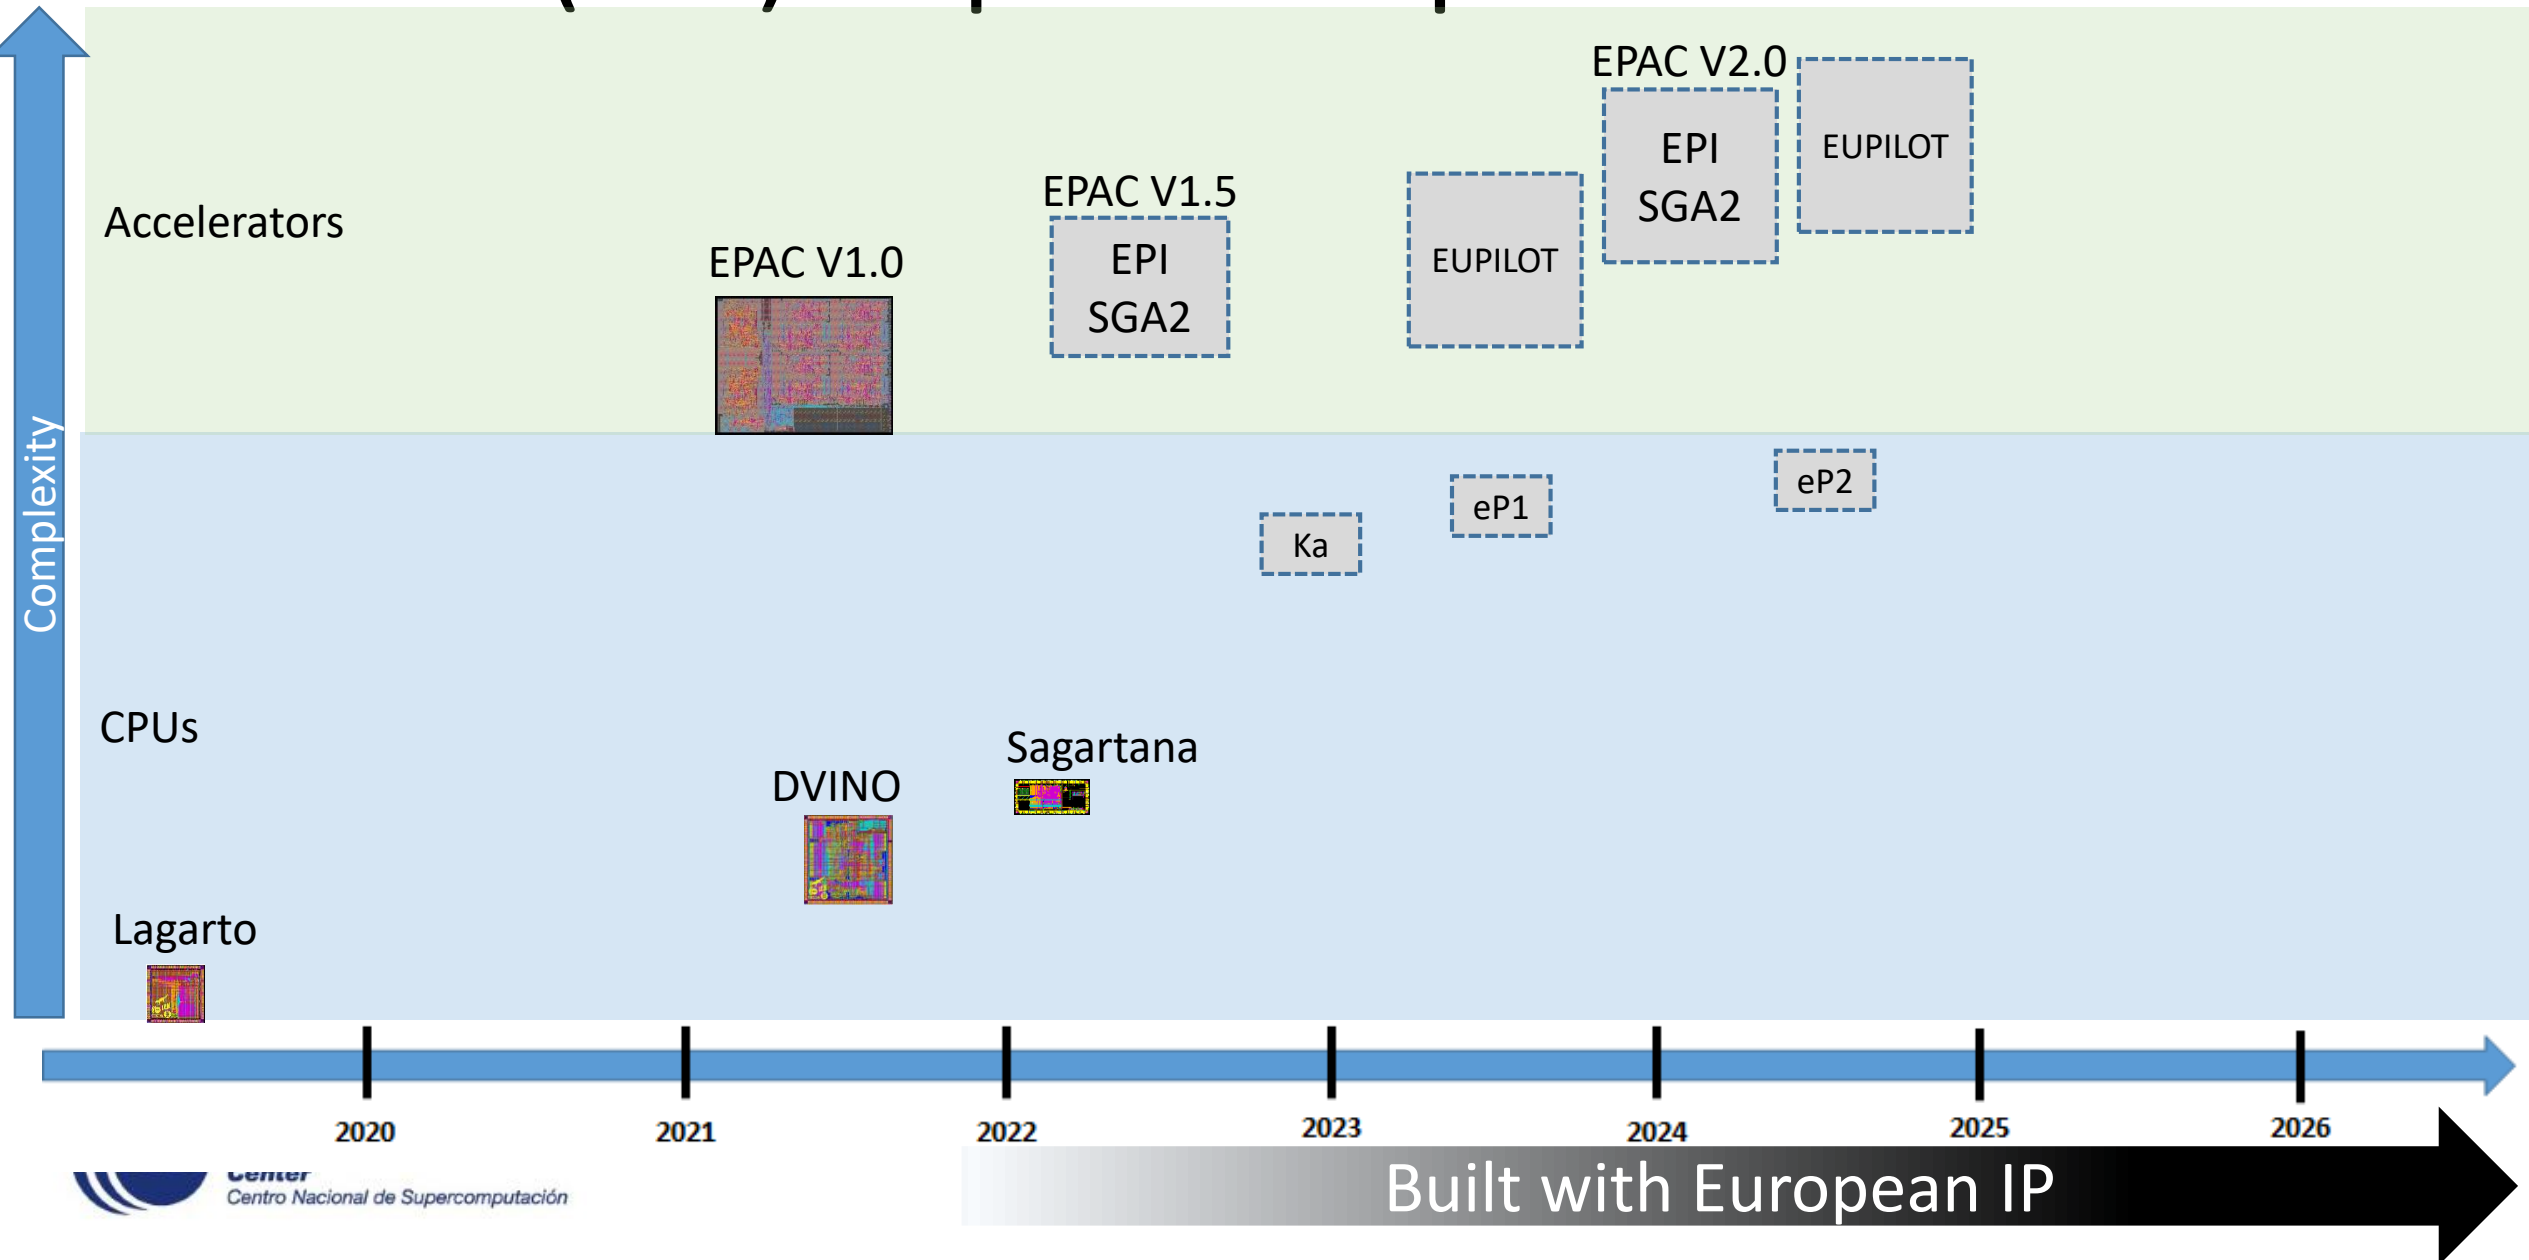 EPAC V2.0
EPI
SGA2
EUPILOT
EPAC V1.5
EPI
SGA2
EUPILOT
Accelerators
EPAC V1.0
Complexity
eP2
eP1
Ka
CPUs
Sagartana
DVINO
Lagarto
2020
2021
2022
2023
2024
2025
2026
Center
Centro Nacional de Supercomputación
Built with European IP